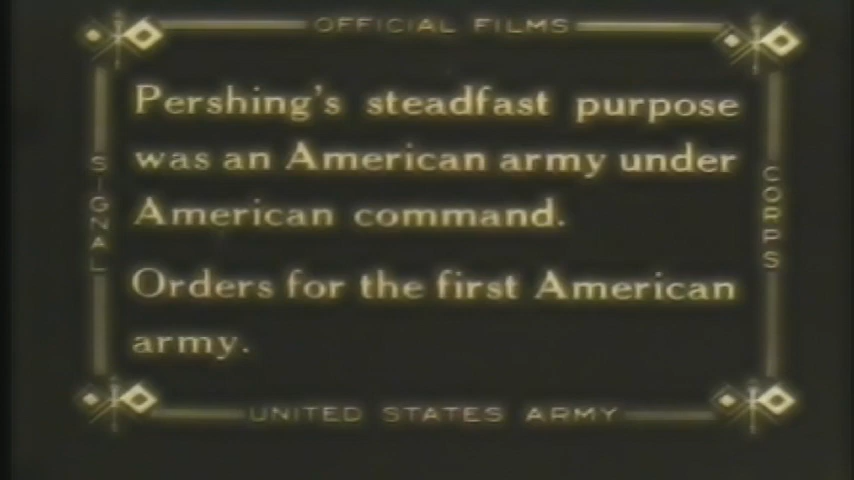 OFFICIAL FILMS
Pershing's steadfast purpose
was an American army under
American command.
Orders for the first American
army.
SIGNAL
CORPS
UNITED STATES ARMY